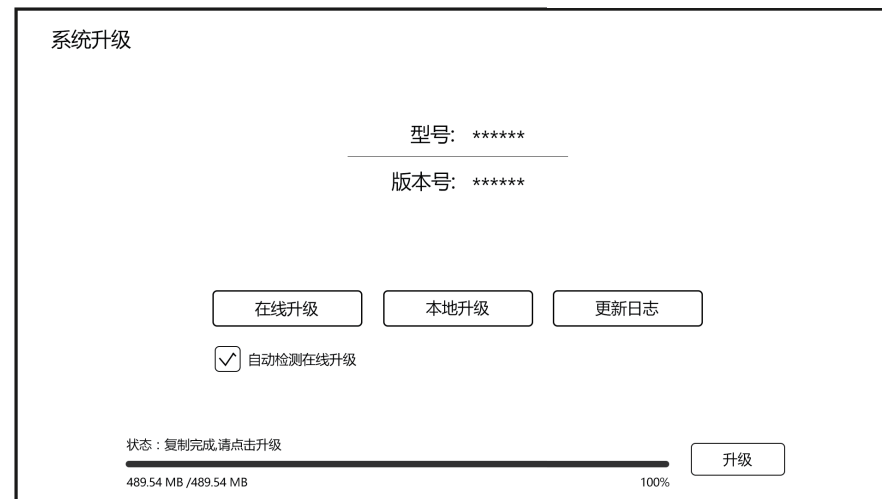 系统升级
型号: ******
版本号: ******
在线升级 本地升级 更新日志
自动检测在线升级
状态：复制完成,请点击升级
升级
489.54 MB /489.54 MB 100%